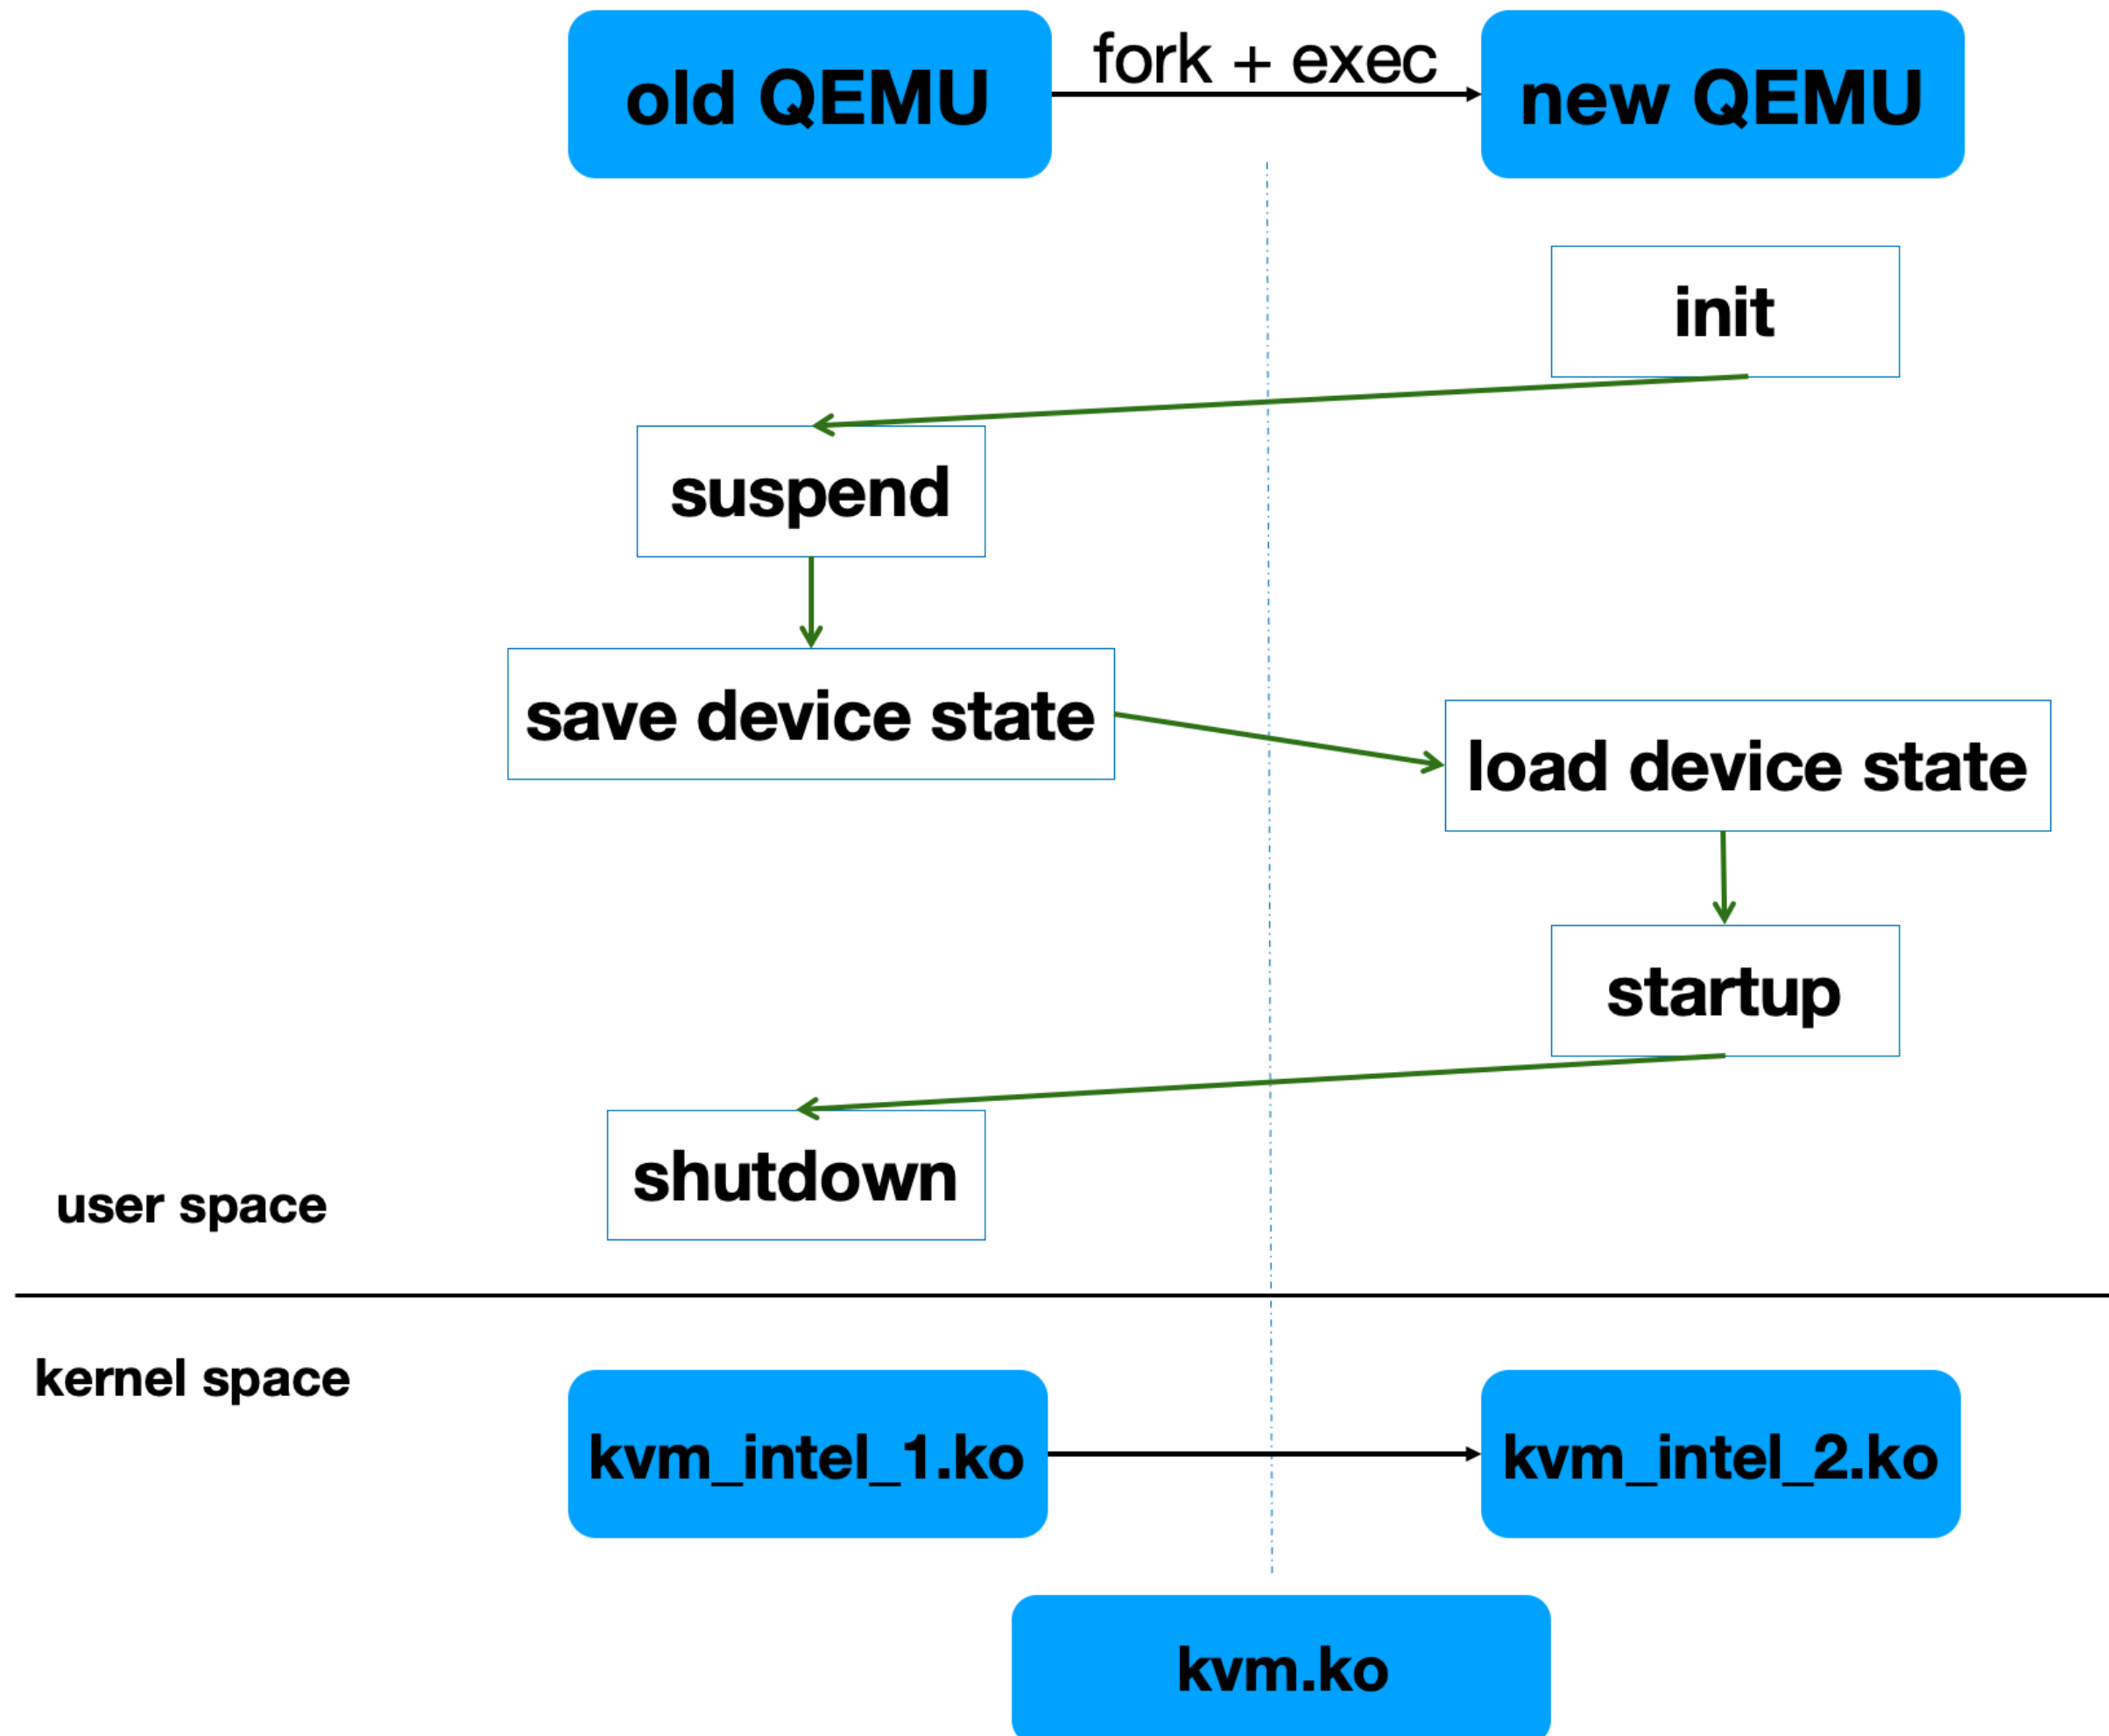 old QEMU
fork + exec
new QEMU
init
suspend
save device state
load device state
startup
shutdown
user space
kernel space
kvm_intel_1.ko
kvm_intel_2.ko
kvm.ko